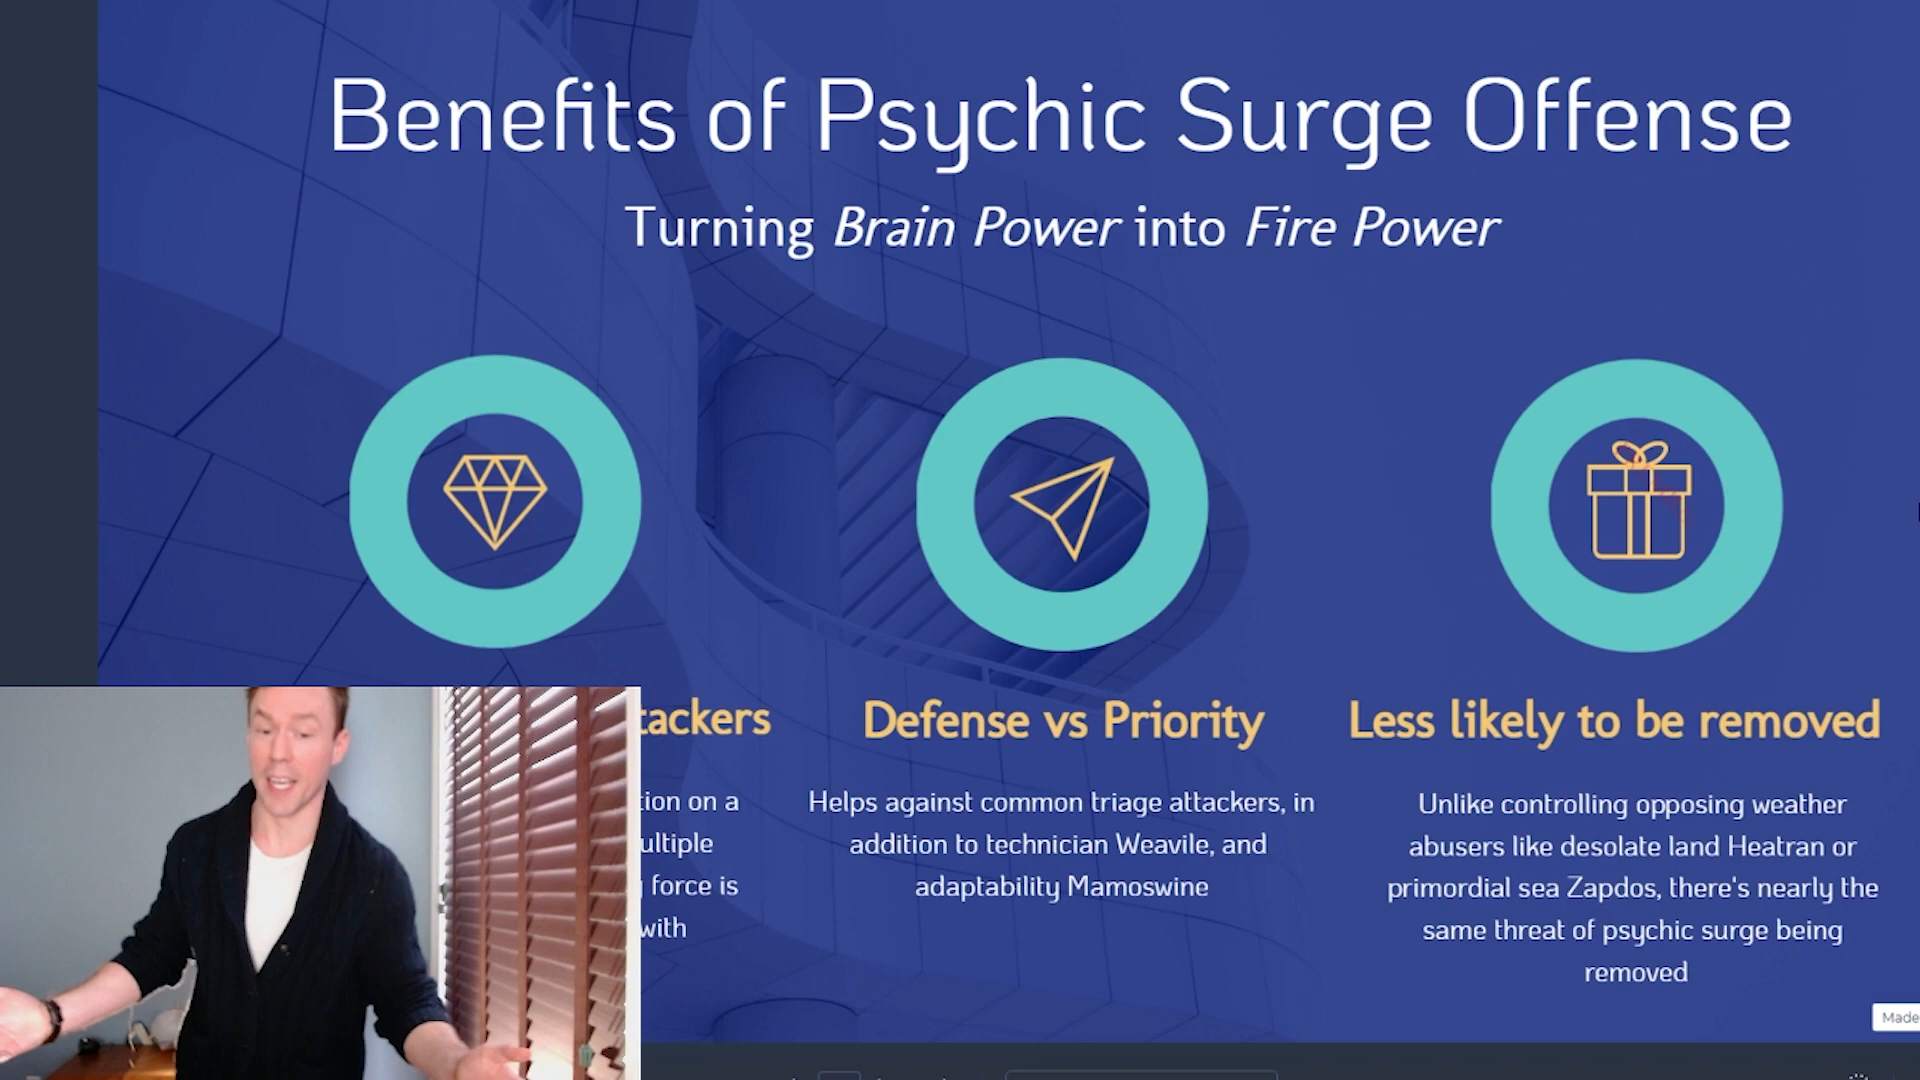 Benefits of Psychic Surge Offense
Turning Brain Power into Fire Power
tackers
Defense vs Priority
Less likely to be removed
tion on a
ultiple
force is
with
Helps against common triage attackers, in
addition to technician Weavile, and
adaptability Mamoswine
Unlike controlling opposing weather
abusers like desolate land Heatran or
primordial sea Zapdos, there's nearly the
same threat of psychic surge being
removed
Made